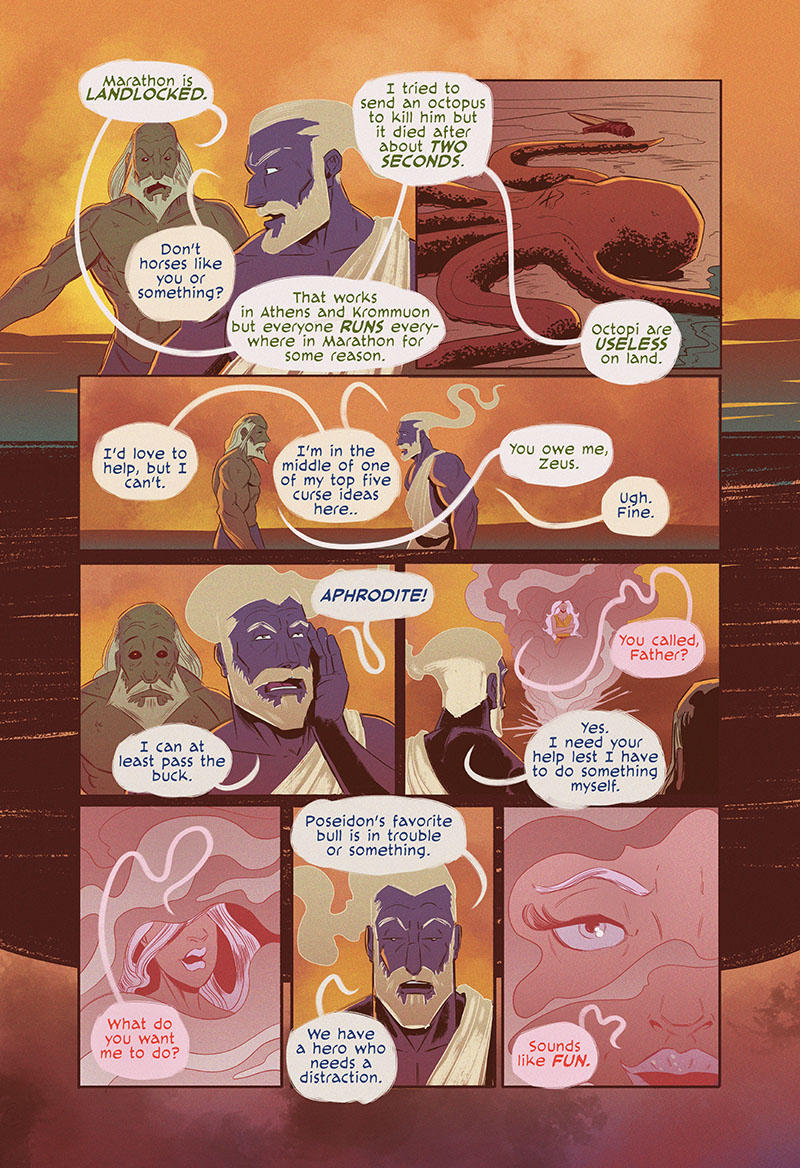 Marathon is
LANDLOCKED.
Don't
horses like
you or
something?
That works
in Athens and Krommuon
but everyone RUNS every-
where in Marathon for
some reason.
I tried to
send an octopus
to kill him but
it died after
about TWO
SECONDS.
Octopi are
USELESS
on land.
I'd love to
help, but I
can't.
I'm in the
middle of one
of my top five
curse ideas
here..
You owe me,
Zeus.
Ugh.
Fine.
I can at
least pass the
buck.
APHRODITE!
You called,
Father?
Yes.
I need your
help lest I have
to do something
myself.
What do
you want
me to do?
Poseidon's favorite
bull is in trouble
or something.
We have
a hero who
needs a
distraction.
Sounds
like FUN.